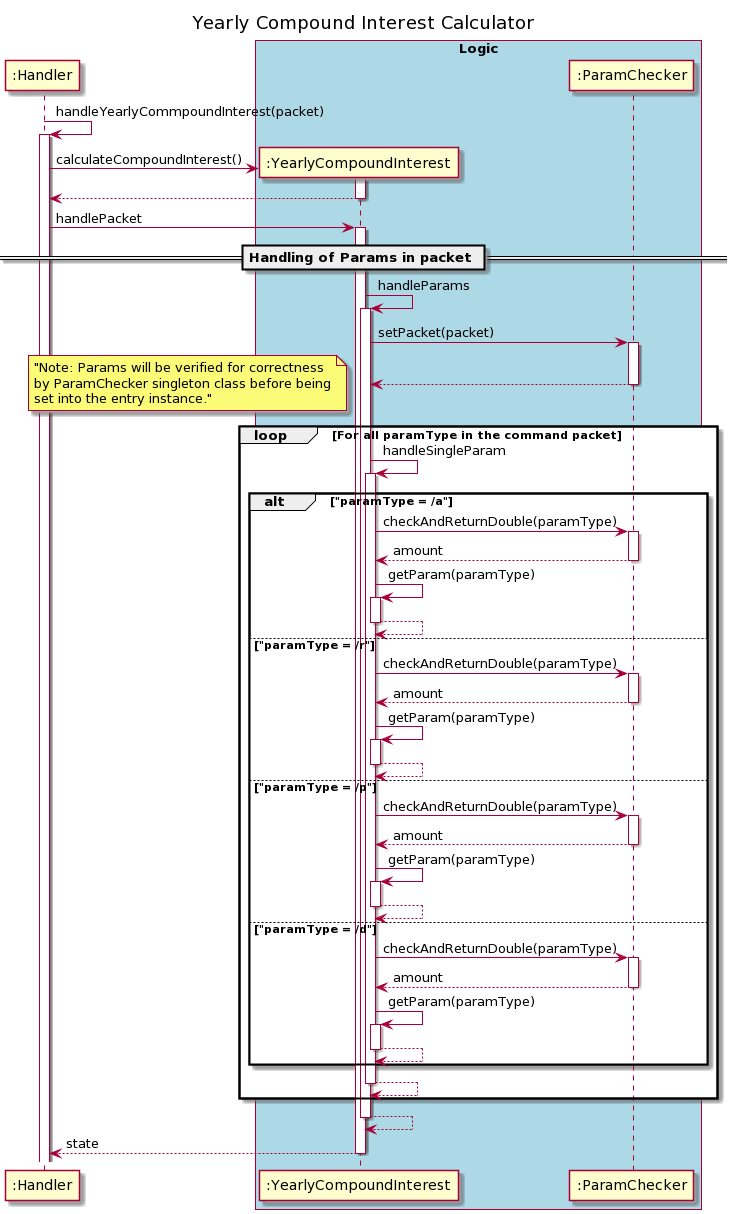 Yearly Compound Interest Calculator
Logic
:Handler
:ParamChecker
handleYearlyCommpoundInterest(packet)
calculateCompoundInterest()
:YearlyCompoundInterest
handlePacket
Handling of Params in packet
handleParams
setPacket(packet)
"Note: Params will be verified for correctness
by ParamChecker singleton class before being
set into the entry instance."
loop [For all paramType in the command packet]
handleSingleParam
alt ["paramType = /a"]
checkAndReturnDouble(paramType)
amount
getParam(paramType)
["paramType = /r"]
checkAndReturnDouble(paramType)
amount
getParam(paramType)
["paramType = /p"]
checkAndReturnDouble(paramType)
amount
getParam(paramType)
["paramType = /d"]
checkAndReturnDouble(paramType)
amount
getParam(paramType)
state
:Handler
:YearlyCompoundInterest
:ParamChecker